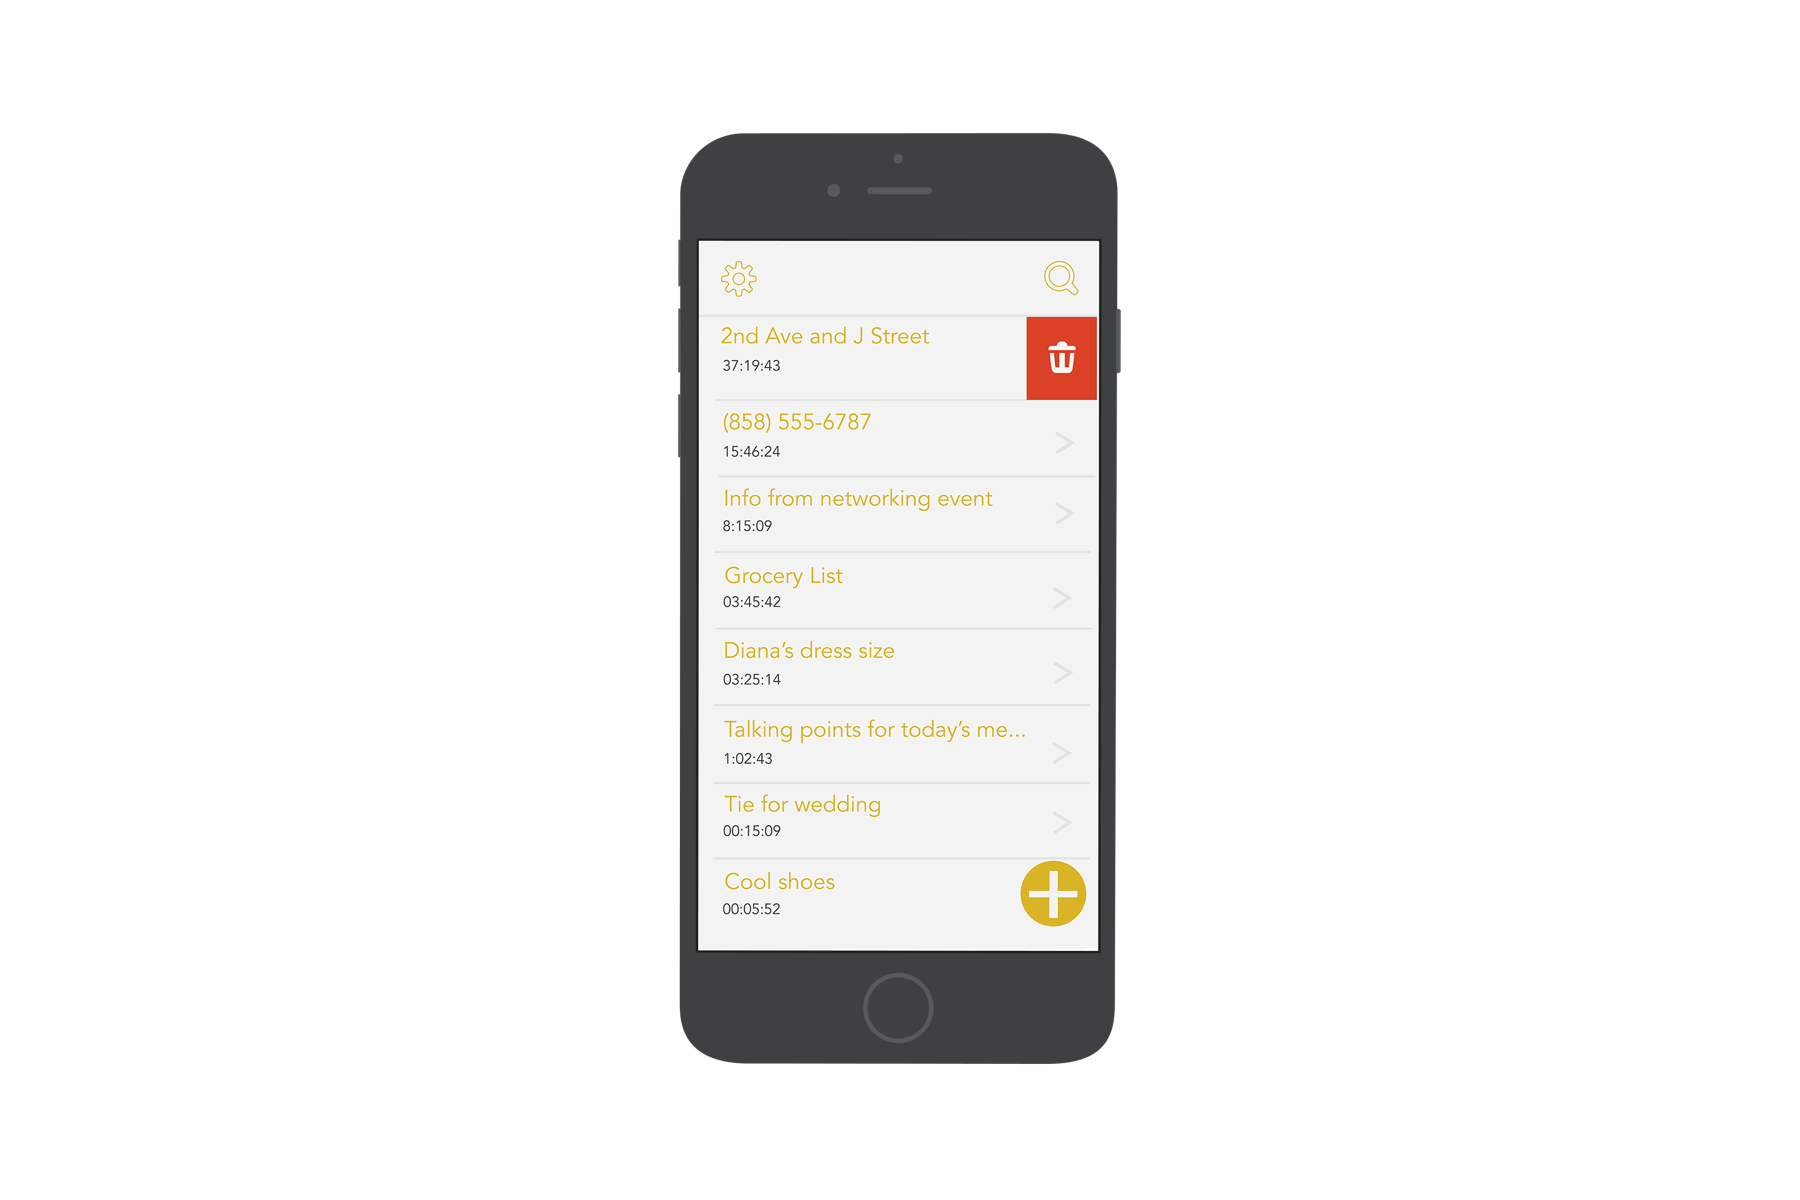 2nd Ave and J Street
37:19:43
(858) 555-6787
15:46:24
Info from networking event
8:15:09
Grocery List
03:45:42
Diana’s dress size
03:25:14
Talking points for today’s me...
1:02:43
Tie for wedding
00:15:09
Cool shoes
00:05:52